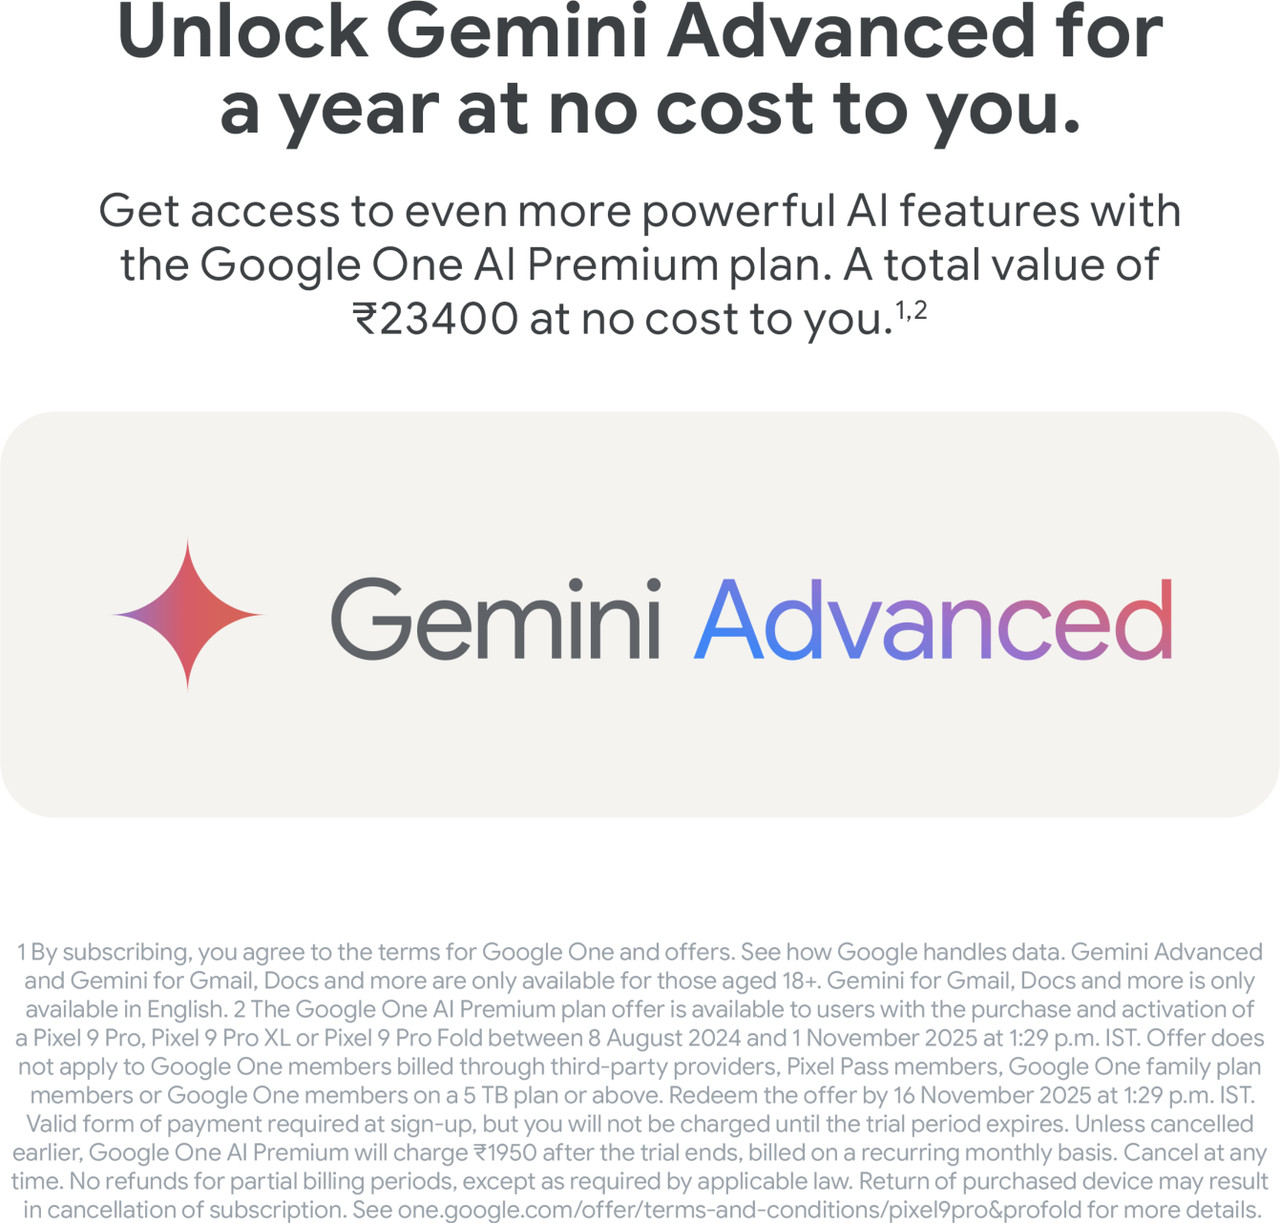 Unlock Gemini Advanced for
a year at no cost to you.
Get access to even more powerful AI features with
the Google One AI Premium plan. A total value of
₹23400 at no cost to you.1,2
Gemini Advanced
1 By subscribing, you agree to the terms for Google One and offers. See how Google handles data. Gemini Advanced
and Gemini for Gmail, Docs and more are only available for those aged 18+. Gemini for Gmail, Docs and more is only
available in English. 2 The Google One AI Premium plan offer is available to users with the purchase and activation of
a Pixel 9 Pro, Pixel 9 Pro XL or Pixel 9 Pro Fold between 8 August 2024 and 1 November 2025 at 1:29 p.m. IST. Offer does
not apply to Google One members billed through third-party providers, Pixel Pass members, Google One family plan
members or Google One members on a 5 TB plan or above. Redeem the offer by 16 November 2025 at 1:29 p.m. IST.
Valid form of payment required at sign-up, but you will not be charged until the trial period expires. Unless cancelled
earlier, Google One AI Premium will charge ₹1950 after the trial ends, billed on a recurring monthly basis. Cancel at any
time. No refunds for partial billing periods, except as required by applicable law. Return of purchased device may result
in cancellation of subscription. See one.google.com/offer/terms-and-conditions/pixel9pro&profold for more details.